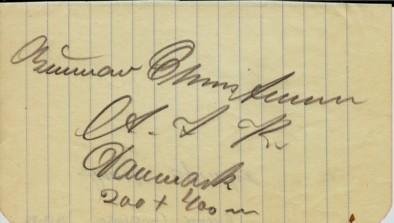 Gunnar Christensen
A. I. K.
Danmark
200 + 400 m